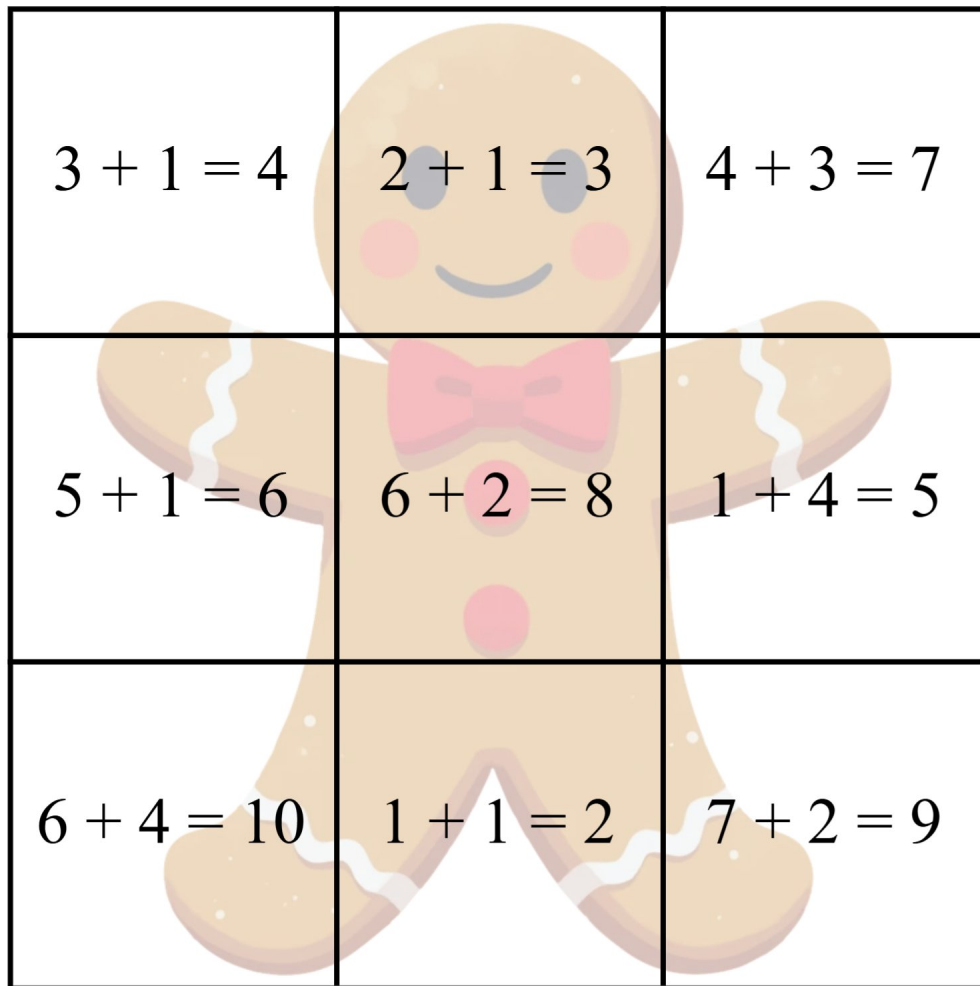 3 + 1 = 4
2 + 1 = 3
4 + 3 = 7
5 + 1 = 6
6 + 2 = 8
1 + 4 = 5
6 + 4 = 10
1 + 1 = 2
7 + 2 = 9